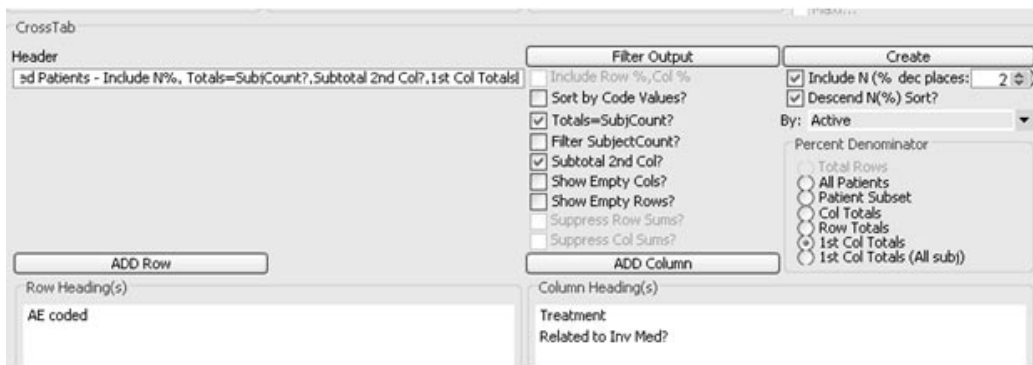 CrossTab
Header
ed Patients - Include N%, Totals=SubjCount?,Subtotal 2nd Col?,1st Col Totals
ADD Row
Row Heading(s)
AE coded
Filter Output
Include Row %,Col %
Sort by Code Values?
Totals=SubjCount?
Filter SubjectCount?
Subtotal 2nd Col?
Show Empty Cols?
Show Empty Rows?
Suppress Row Sums?
Suppress Col Sums?
ADD Column
Column Heading(s)
Treatment
Related to Inv Med?
Create
Include N (% dec places: 2 )
Descend N(%) Sort?
By: Active
Percent Denominator
Total Rows
All Patients
Patient Subset
Col Totals
Row Totals
1st Col Totals
1st Col Totals (All subj)